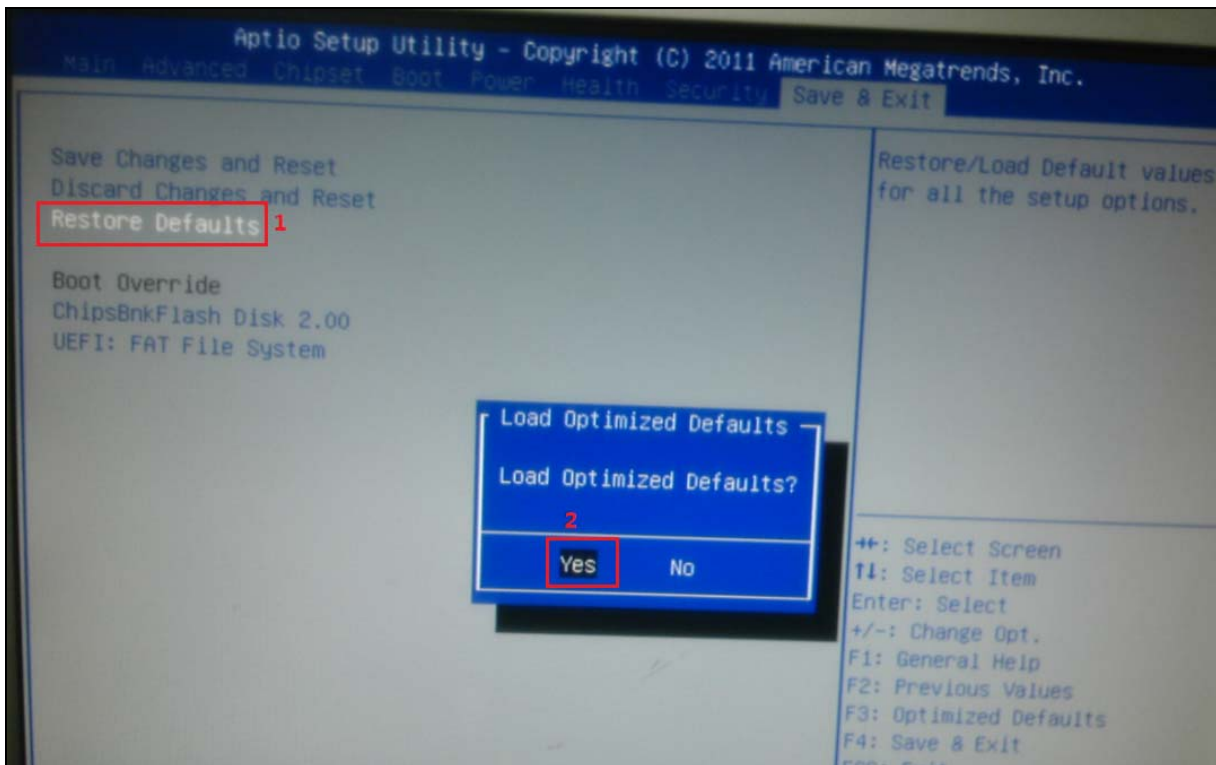 Aptio Setup Utility - Copyright (C) 2011 American Megatrends, Inc.
Main Advanced Chipset Boot Power Health Security Save & Exit
Save Changes and Reset
Discard Changes and Reset
Restore Defaults 1
Boot Override
ChipsBnkFlash Disk 2.00
UEFI: FAT File System
Load Optimized Defaults
Load Optimized Defaults?
2
Yes No
Restore/Load Default values
for all the setup options.
→←: Select Screen
↑↓: Select Item
Enter: Select
+/-: Change Opt.
F1: General Help
F2: Previous Values
F3: Optimized Defaults
F4: Save & Exit